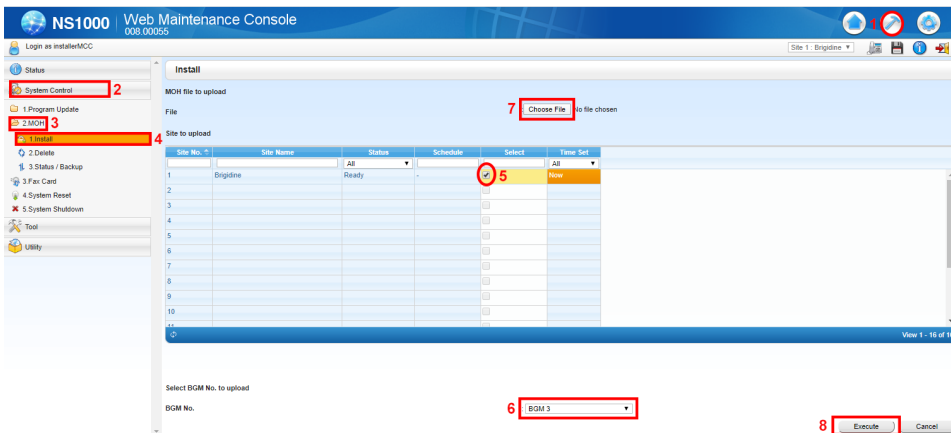 NS1000 Web Maintenance Console
008.00055
1
Login as installerMCC
Site 1 : Brigidine
Status
System Control 2
1.Program Update
2.MOH 3
1.Install 4
2.Delete
3.Status / Backup
3.Fax Card
4.System Reset
5.System Shutdown
Tool
Utility
Install
MOH file to upload
File 7 Choose File No file chosen
Site to upload
Site No. Site Name Status Schedule Select Time Set
All All
1 Brigidine Ready - 5 Now
2
3
4
5
6
7
8
9
10
11
View 1 - 16 of
Select BGM No. to upload
BGM No. 6 : BGM 3
8 Execute Cancel